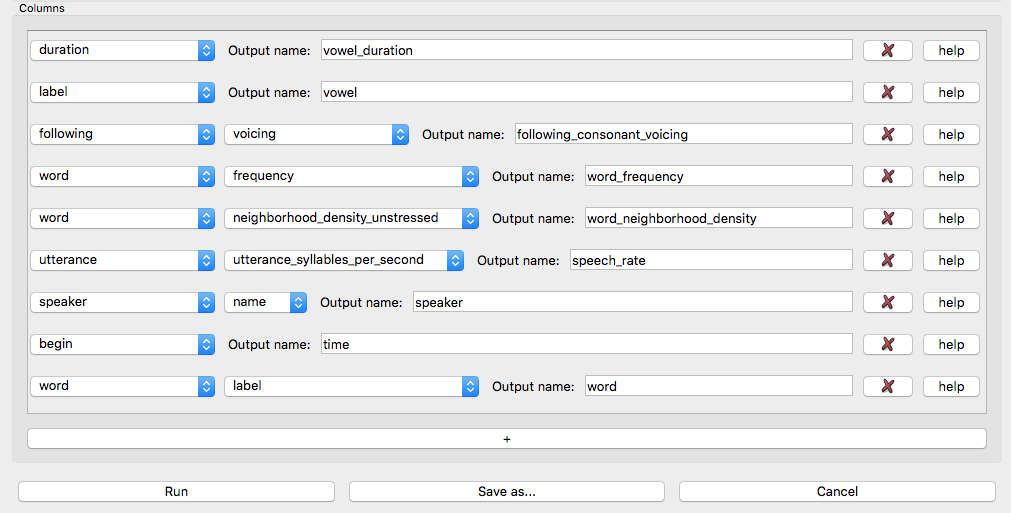 Columns
duration Output name: vowel_duration help
label Output name: vowel help
following voicing Output name: following_consonant_voicing help
word frequency Output name: word_frequency help
word neighborhood_density_unstressed Output name: word_neighborhood_density help
utterance utterance_syllables_per_second Output name: speech_rate help
speaker name Output name: speaker help
begin Output name: time help
word label Output name: word help
+
Run Save as... Cancel